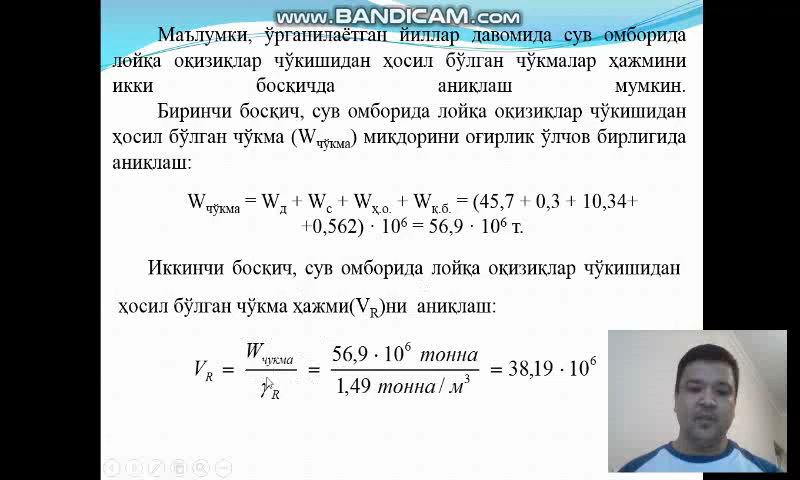 www.BANDICAM.com
Маълумки, ўрганилаётган йиллар давомида сув омборида
лойқа оқизиқлар чўкишидан ҳосил бўлган чўкмалар ҳажмини
икки босқичда аниқлаш мумкин.
Биринчи босқич, сув омборида лойқа оқизиқлар чўкишидан
ҳосил бўлган чўкма (Wчўкма) миқдорини оғирлик ўлчов бирлигида
аниқлаш:
Wчўкма = Wд + Wс + Wҳ.о. + Wқ.б. = (45,7 + 0,3 + 10,34+
+0,562) · 10⁶ = 56,9 · 10⁶ т.
Иккинчи босқич, сув омборида лойқа оқизиқлар чўкишидан
ҳосил бўлган чўкма ҳажми(VR)ни аниқлаш:
VR = Wчукма / γR = 56,9 · 10⁶ тонна / 1,49 тонна / м³ = 38,19 · 10⁶